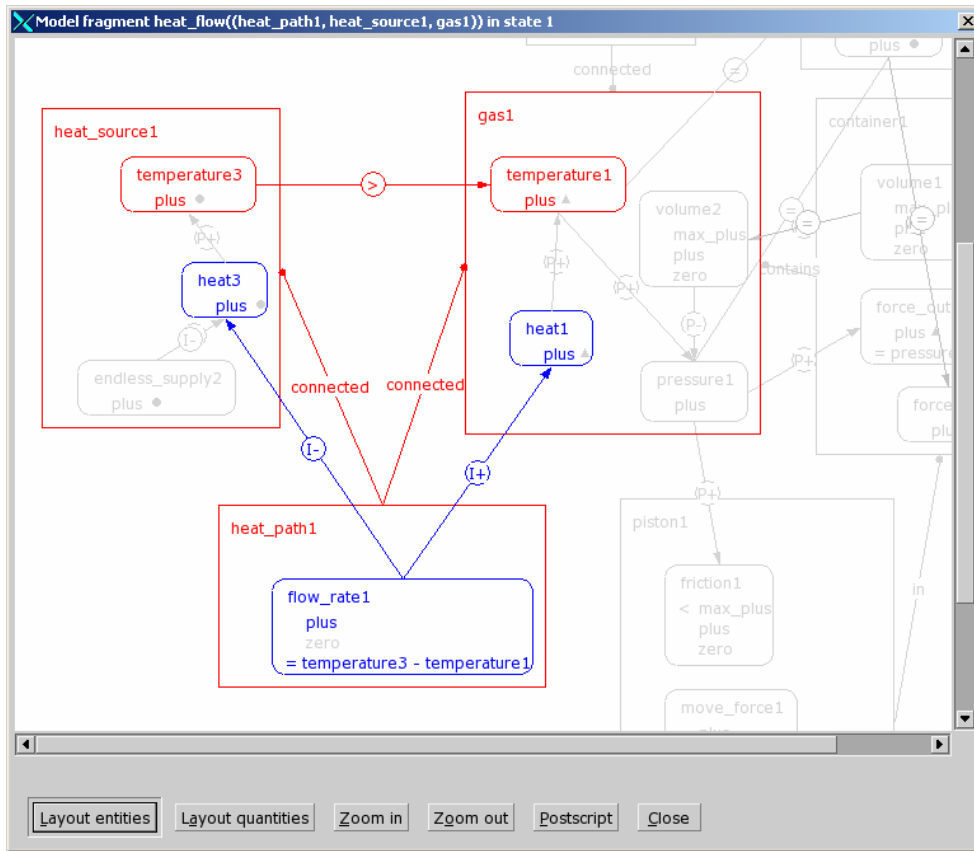 Model fragment heat_flow((heat_path1, heat_source1, gas1)) in state 1
connected
=
plus
heat_source1
temperature3
plus
(P+)
heat3
plus
I-
endless_supply2
plus
>
gas1
temperature1
plus
(P+)
(P+)
heat1
plus
volume2
max_plus
plus
zero
P-
pressure1
plus
=
=
=
contains
container1
volume1
zero
(P+)
force_out
plus
= pressure
force
connected
connected
I-
I+
heat_path1
flow_rate1
plus
zero
= temperature3 - temperature1
(P+)
piston1
friction1
< max_plus
plus
zero
in
move_force1
Layout entities
Layout quantities
Zoom in
Zoom out
Postscript
Close